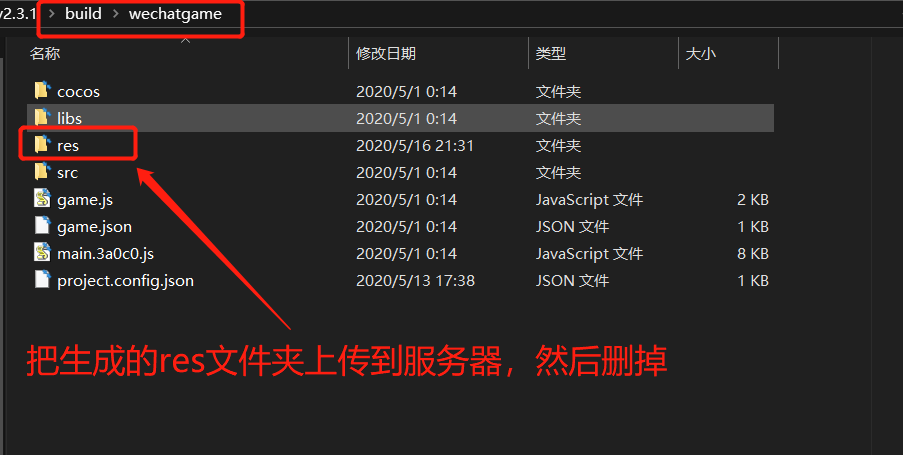 v2.3.1 > build > wechatgame
名称 修改日期 类型 大小
cocos 2020/5/1 0:14 文件夹
libs 2020/5/1 0:14 文件夹
res 2020/5/16 21:31 文件夹
src 2020/5/1 0:14 文件夹
game.js 2020/5/1 0:14 JavaScript 文件 2 KB
game.json 2020/5/1 0:14 JSON 文件 1 KB
main.3a0c0.js 2020/5/1 0:14 JavaScript 文件 8 KB
project.config.json 2020/5/13 17:38 JSON 文件 1 KB
把生成的res文件夹上传到服务器，然后删掉